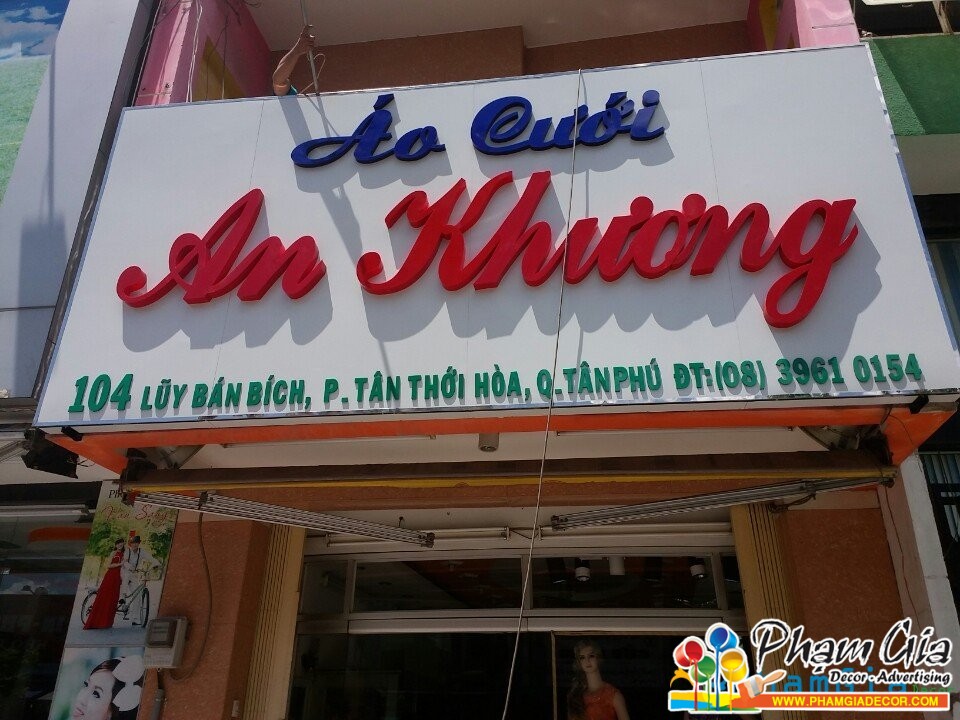 Áo Cưới
An Khương
104 LŨY BÁN BÍCH, P. TÂN THỚI HÒA, Q.TÂN PHÚ ĐT:(08) 3961 0154
Phạm Gia
Decor - Advertising
WWW.PHAMGIADECOR.COM